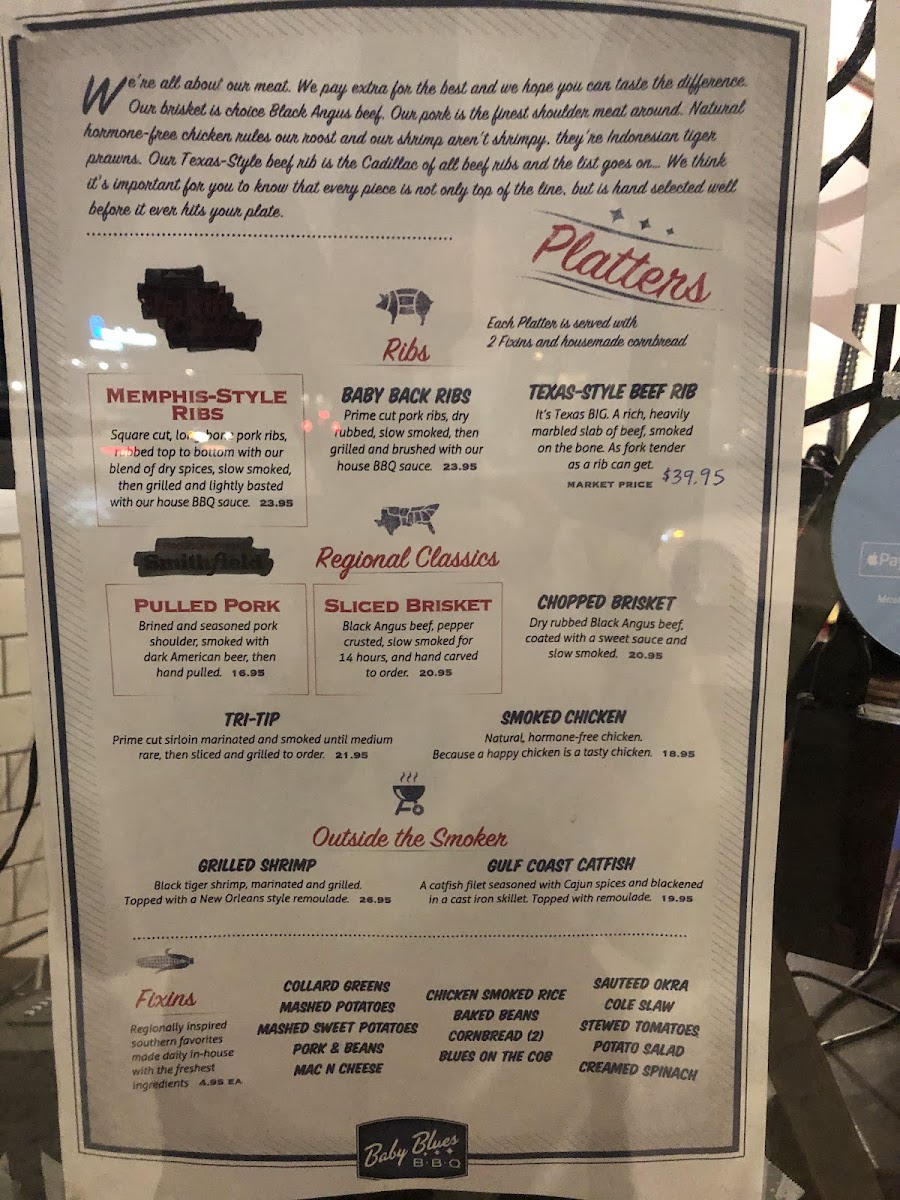 We're all about our meat. We pay extra for the best and we hope you can taste the difference.
Our brisket is choice Black Angus beef. Our pork is the finest shoulder meat around. Natural
hormone-free chicken rules our roost and our shrimp aren't shrimpy, they're Indonesian tiger
prawns. Our Texas-Style beef rib is the Cadillac of all beef ribs and the list goes on... We think
it's important for you to know that every piece is not only top of the line, but is hand selected well
before it ever hits your plate.
Platters
Each Platter is served with
2 Fixins and housemade cornbread
Ribs
MEMPHIS-STYLE
RIBS
Square cut, long bone pork ribs,
rubbed top to bottom with our
blend of dry spices, slow smoked,
then grilled and lightly basted
with our house BBQ sauce. 23.95
BABY BACK RIBS
Prime cut pork ribs, dry
rubbed, slow smoked, then
grilled and brushed with our
house BBQ sauce. 23.95
TEXAS-STYLE BEEF RIB
It's Texas BIG. A rich, heavily
marbled slab of beef, smoked
on the bone. As fork tender
as a rib can get.
MARKET PRICE $39.95
Smithfield
Regional Classics
PULLED PORK
Brined and seasoned pork
shoulder, smoked with
dark American beer, then
hand pulled. 16.95
SLICED BRISKET
Black Angus beef, pepper
crusted, slow smoked for
14 hours, and hand carved
to order. 20.95
CHOPPED BRISKET
Dry rubbed Black Angus beef,
coated with a sweet sauce and
slow smoked. 20.95
TRI-TIP
Prime cut sirloin marinated and smoked until medium
rare, then sliced and grilled to order. 21.95
SMOKED CHICKEN
Natural, hormone-free chicken.
Because a happy chicken is a tasty chicken. 18.95
Outside the Smoker
GRILLED SHRIMP
Black tiger shrimp, marinated and grilled.
Topped with a New Orleans style remoulade. 26.95
GULF COAST CATFISH
A catfish filet seasoned with Cajun spices and blackened
in a cast iron skillet. Topped with remoulade. 19.95
Fixins
Regionally inspired
southern favorites
made daily in-house
with the freshest
ingredients 4.95 EA
COLLARD GREENS
MASHED POTATOES
MASHED SWEET POTATOES
PORK & BEANS
MAC N CHEESE
CHICKEN SMOKED RICE
BAKED BEANS
CORNBREAD (2)
BLUES ON THE COB
SAUTEED OKRA
COLE SLAW
STEWED TOMATOES
POTATO SALAD
CREAMED SPINACH
Baby Blues
B·B·Q
Pay